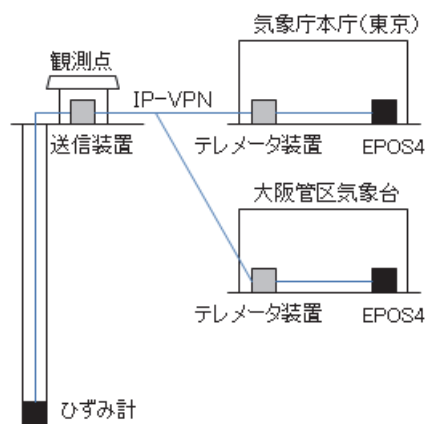 気象庁本庁(東京)
観測点
IP-VPN
送信装置
テレメータ装置
EPOS4
大阪管区気象台
テレメータ装置
EPOS4
ひずみ計